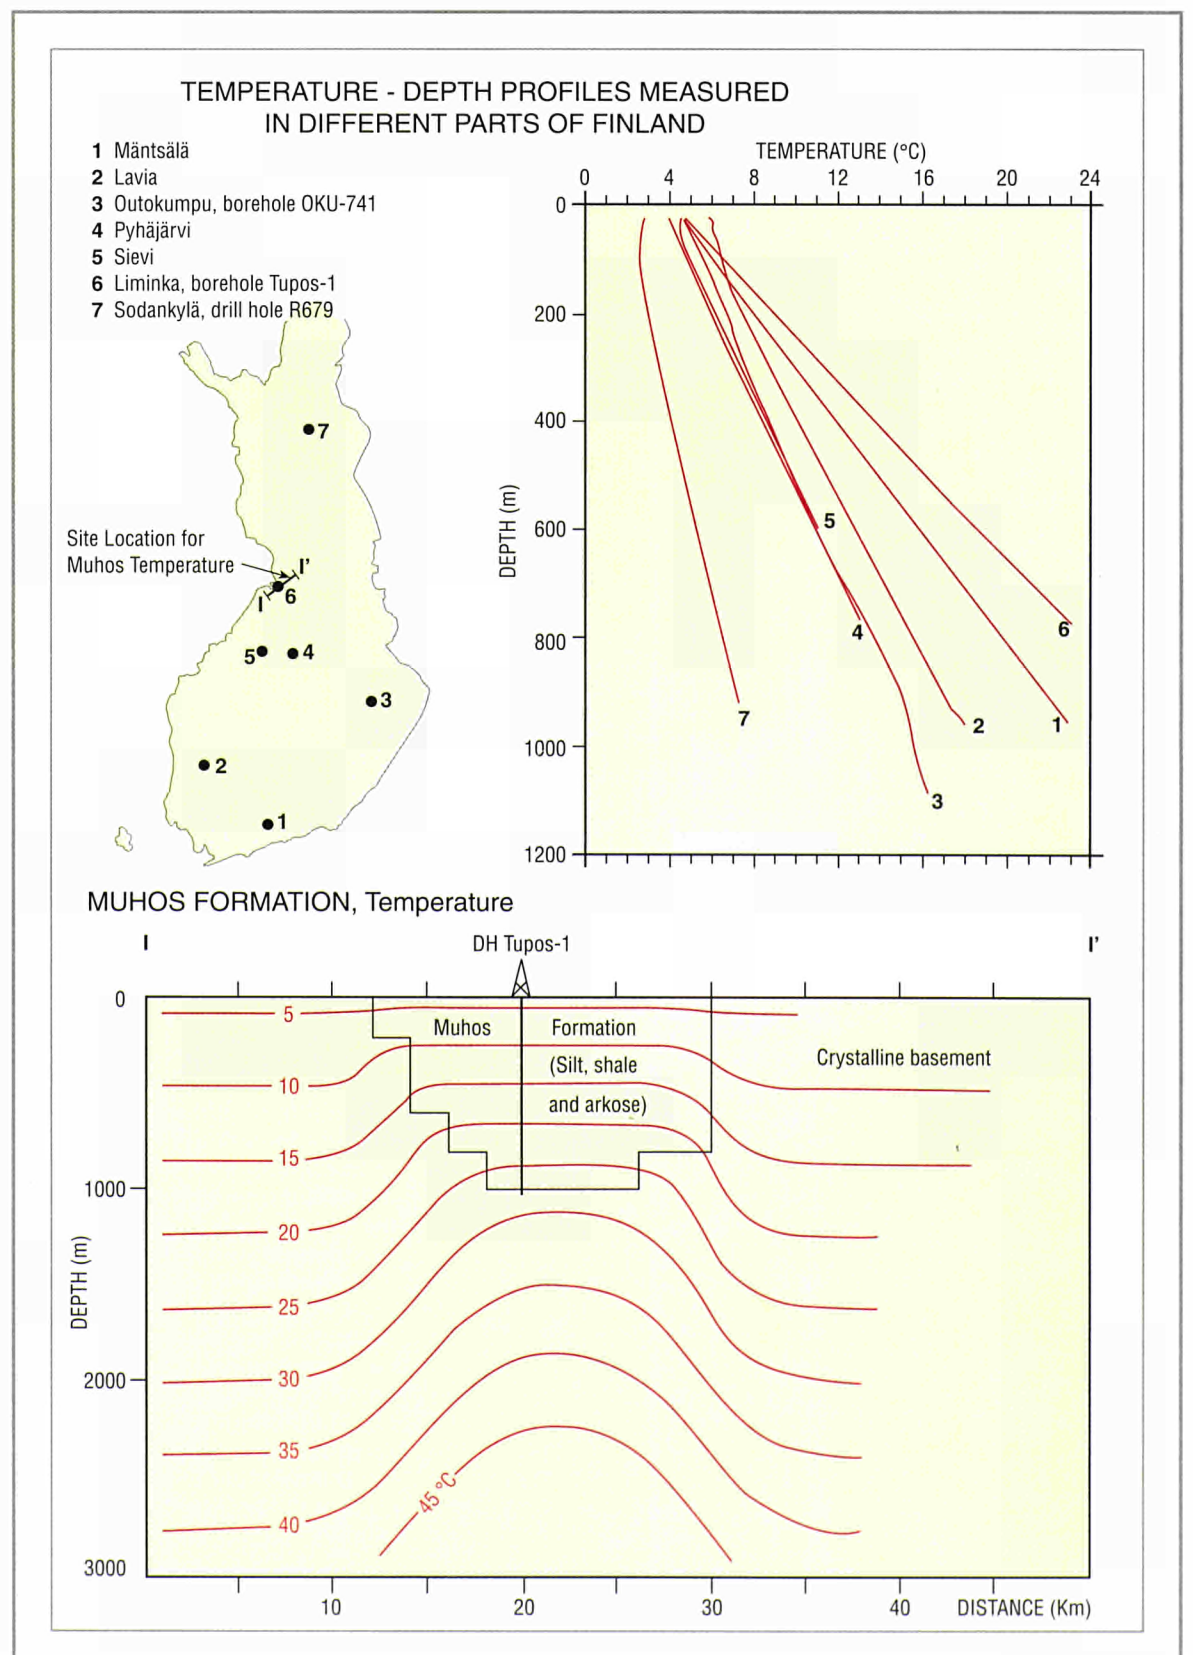 TEMPERATURE - DEPTH PROFILES MEASURED
IN DIFFERENT PARTS OF FINLAND
1 Mäntsälä
2 Lavia
3 Outokumpu, borehole OKU-741
4 Pyhäjärvi
5 Sievi
6 Liminka, borehole Tupos-1
7 Sodankylä, drill hole R679
7
Site Location for
Muhos Temperature
I'
I
6
5
4
3
2
1
TEMPERATURE (°C)
0 4 8 12 16 20 24
DEPTH (m)
0
200
400
600
800
1000
1200
5
4
6
7
2
1
3
MUHOS FORMATION, Temperature
I
DH Tupos-1
I'
DEPTH (m)
0
1000
2000
3000
Muhos Formation
(Silt, shale
and arkose)
Crystalline basement
5
10
15
20
25
30
35
40
45 °C
10 20 30 40 DISTANCE (Km)